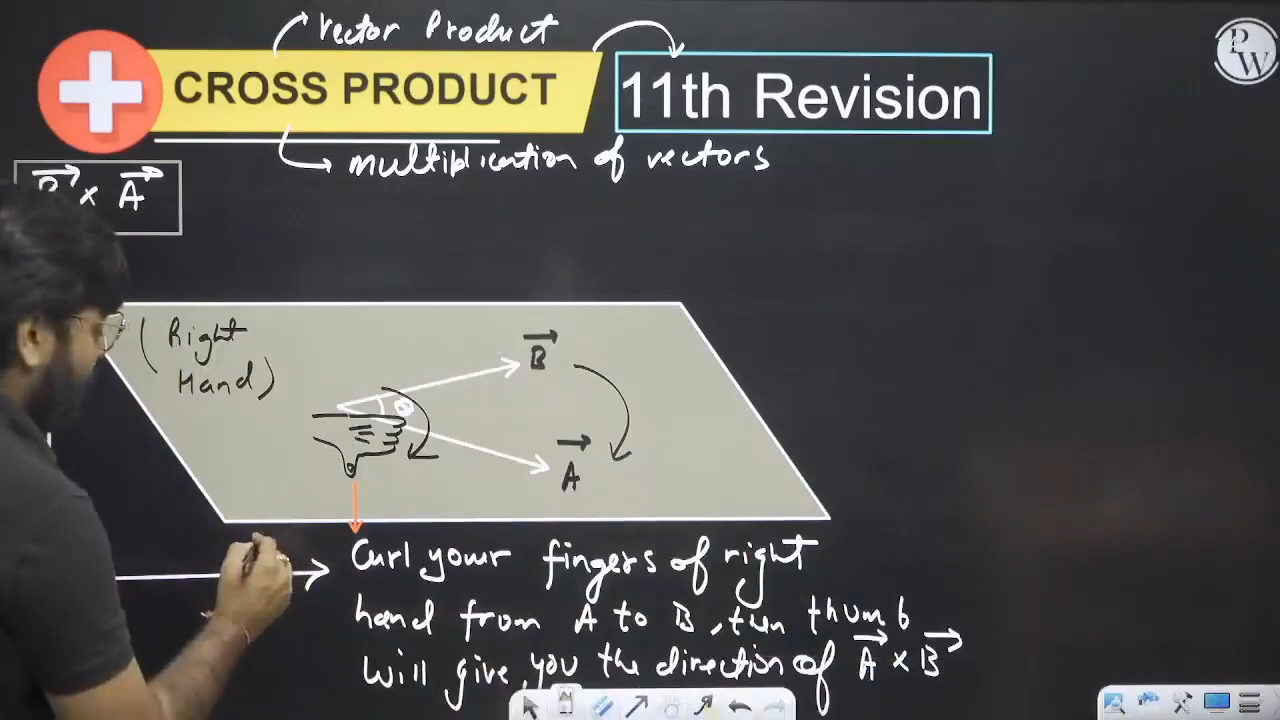 vector Product
CROSS PRODUCT
11th Revision
PW
multiplication of vectors
B × A
(Right
Hand)
B
θ
A
Curl your fingers of right
hand from A to B, then thumb
will give you the direction of A × B